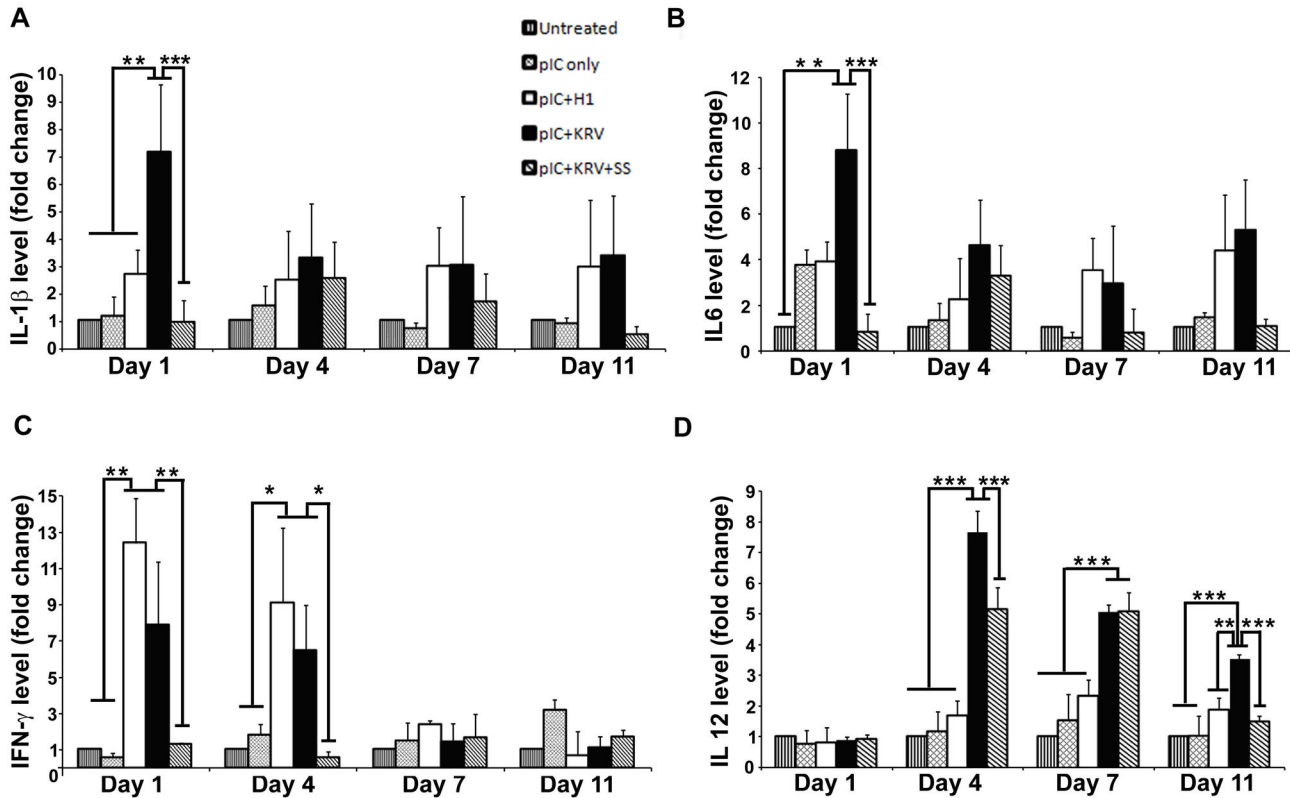 A
IL-1β level (fold change)
10
9
8
7
6
5
4
3
2
1
0
** ***
Day 1 Day 4 Day 7 Day 11
Untreated
pIC only
pIC+H1
pIC+KRV
pIC+KRV+SS
B
IL6 level (fold change)
12
10
8
6
4
2
0
* * ***
Day 1 Day 4 Day 7 Day 11
C
IFN-γ level (fold change)
15
13
11
9
7
5
3
1
0
** **
* *
Day 1 Day 4 Day 7 Day 11
D
IL 12 level (fold change)
9
8
7
6
5
4
3
2
1
0
*** ***
***
***
** ***
Day 1 Day 4 Day 7 Day 11